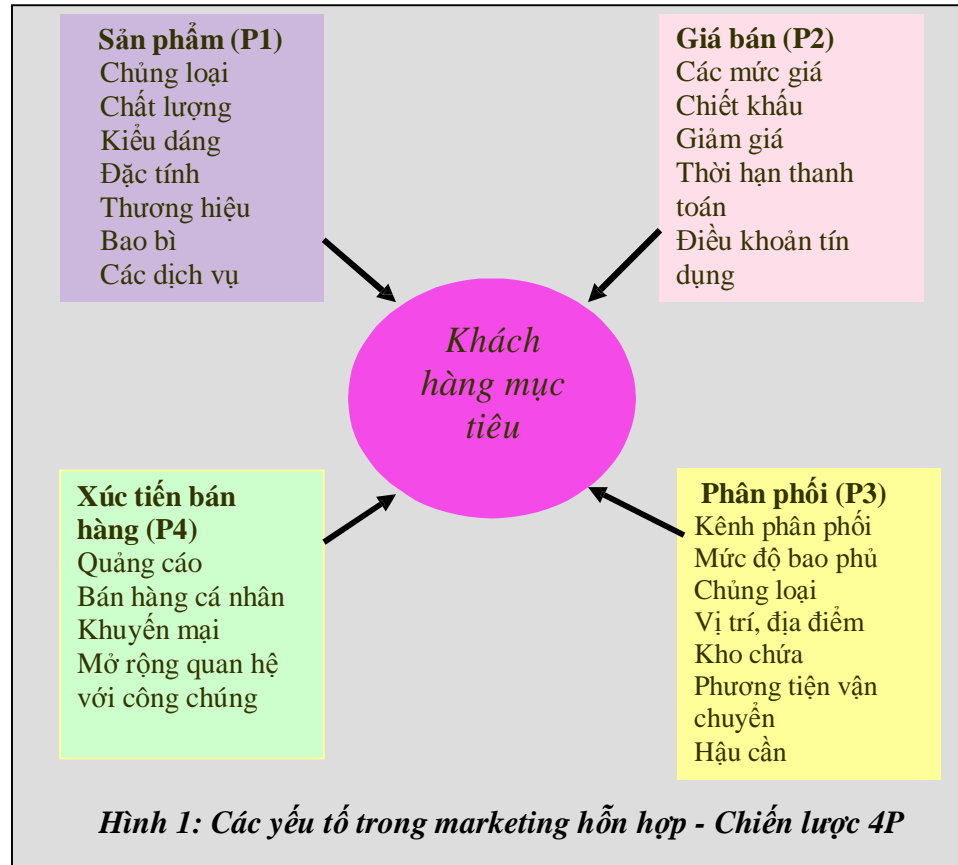 Sản phẩm (P1)
Chủng loại
Chất lượng
Kiểu dáng
Đặc tính
Thương hiệu
Bao bì
Các dịch vụ
Giá bán (P2)
Các mức giá
Chiết khấu
Giảm giá
Thời hạn thanh
toán
Điều khoản tín
dụng
Khách
hàng mục
tiêu
Xúc tiến bán
hàng (P4)
Quảng cáo
Bán hàng cá nhân
Khuyến mại
Mở rộng quan hệ
với công chúng
Phân phối (P3)
Kênh phân phối
Mức độ bao phủ
Chủng loại
Vị trí, địa điểm
Kho chứa
Phương tiện vận
chuyển
Hậu cần
Hình 1: Các yếu tố trong marketing hỗn hợp - Chiến lược 4P